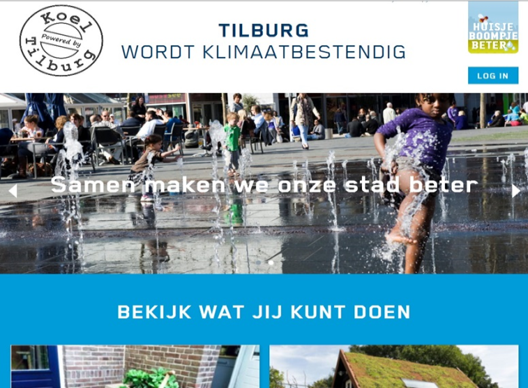 Koel
Powered by
Tilburg
TILBURG
WORDT KLIMAATBESTENDIG
HUISJE
BOOMPJE
BETER
LOG IN
Samen maken we onze stad beter
BEKIJK WAT JIJ KUNT DOEN